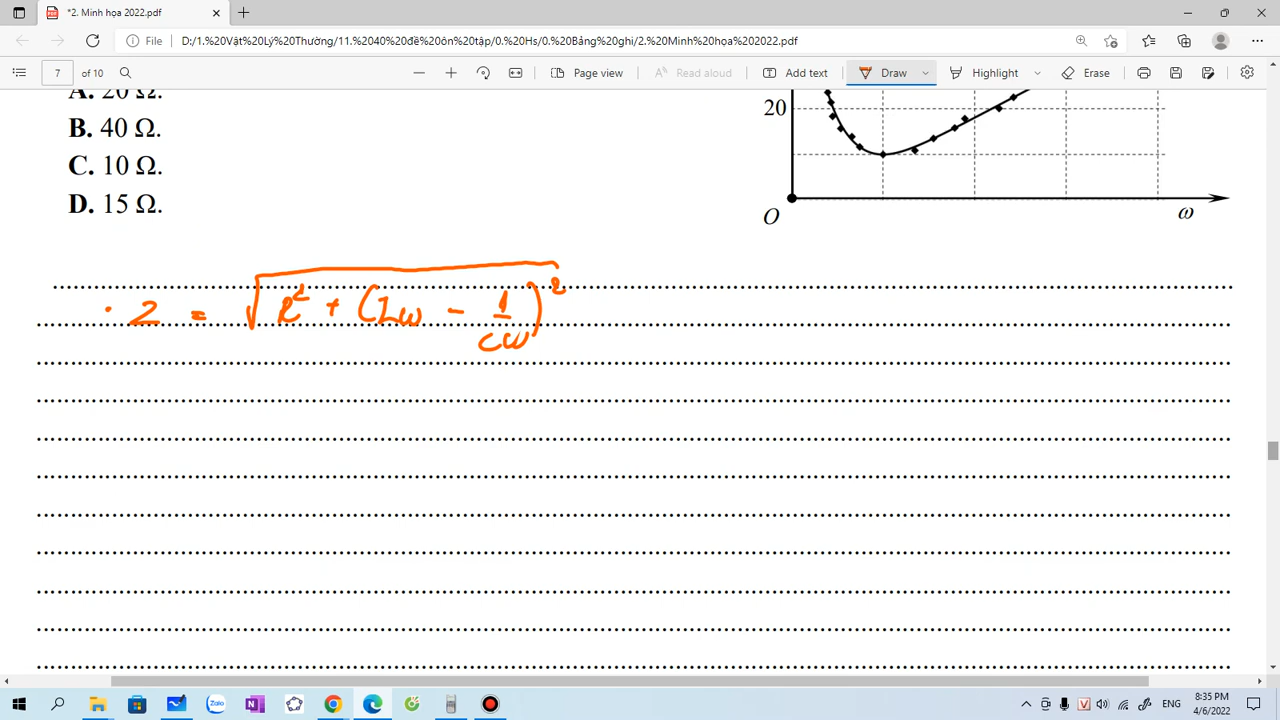 *2. Minh họa 2022.pdf
File D:/1.%20Vật%20Lý%20Thường/11.%2040%20đề%20ôn%20tập/0.%20Hs/0.%20Bảng%20ghi/2.%20Minh%20họa%202022.pdf
7 of 10 Page view Read aloud Add text Draw Highlight Erase
A. 20 Ω.
B. 40 Ω.
C. 10 Ω.
D. 15 Ω.
20
O ω
· Z = √(R² + (Lω - 1/Cω)²)
8:35 PM
ENG
4/6/2022